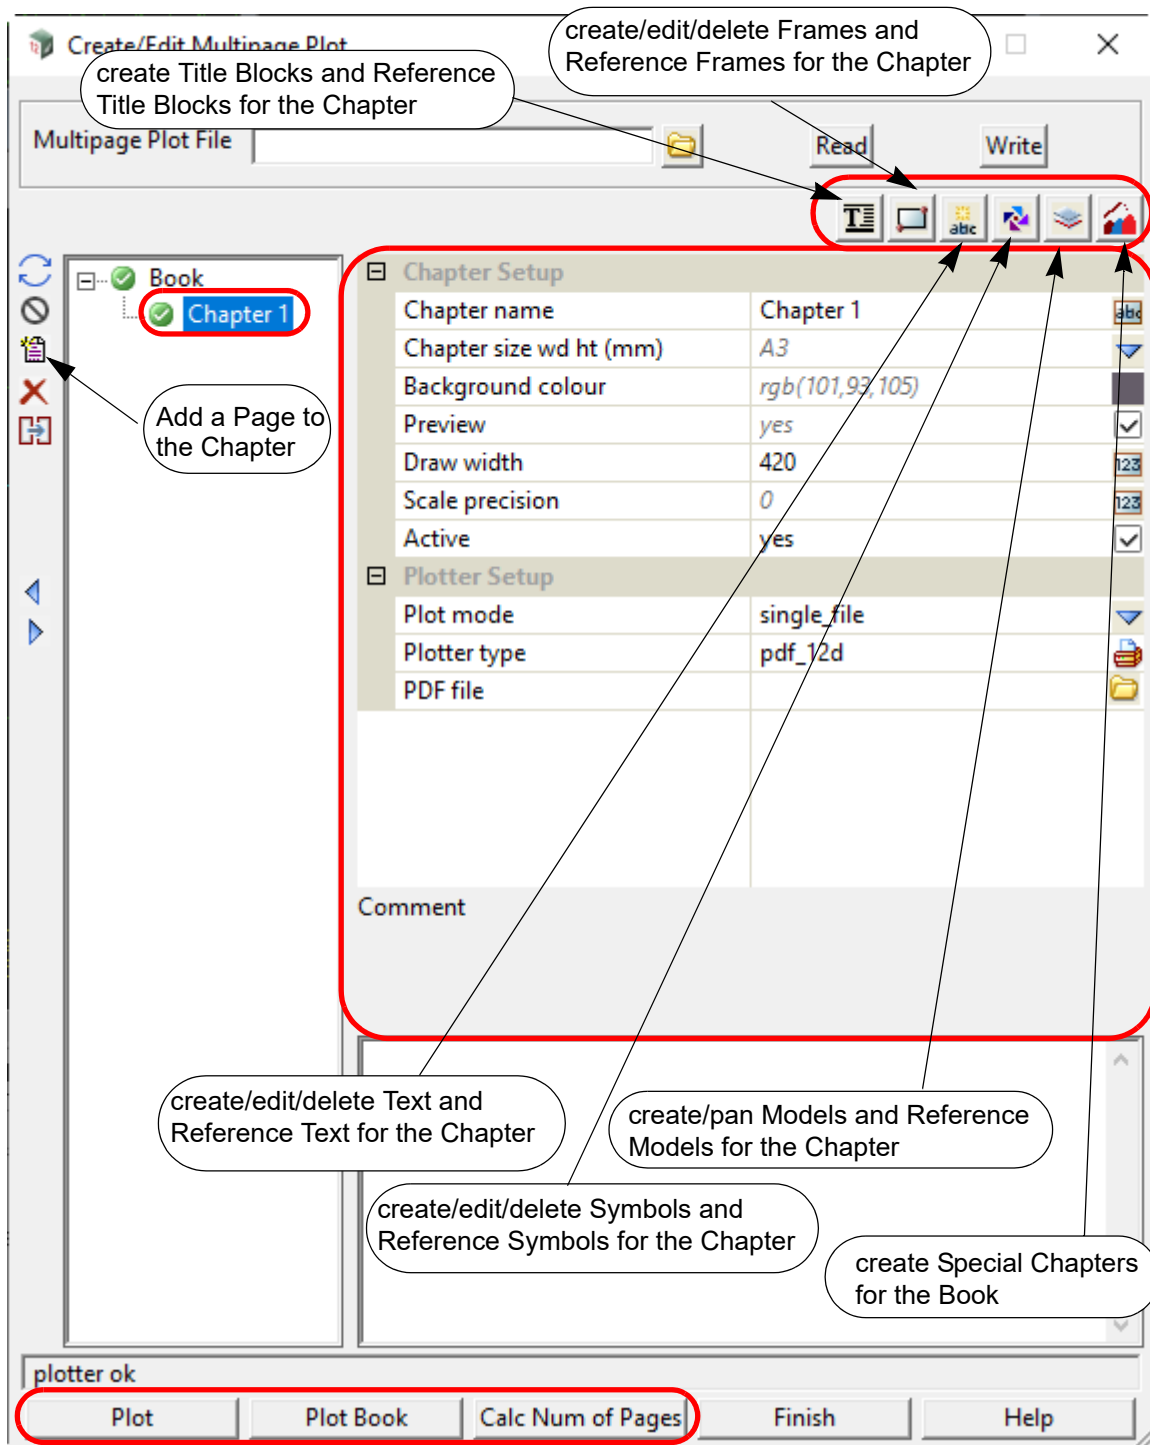 Create/Edit Multipage Plot
create/edit/delete Frames and
Reference Frames for the Chapter
create Title Blocks and Reference
Title Blocks for the Chapter
Multipage Plot File
Read
Write
T
abc
Book
Chapter 1
Add a Page to
the Chapter
Chapter Setup
Chapter name Chapter 1 abc
Chapter size wd ht (mm) A3
Background colour rgb(101,93,105)
Preview yes
Draw width 420 123
Scale precision 0 123
Active yes
Plotter Setup
Plot mode single_file
Plotter type pdf_12d
PDF file
Comment
create/edit/delete Text and
Reference Text for the Chapter
create/pan Models and Reference
Models for the Chapter
create/edit/delete Symbols and
Reference Symbols for the Chapter
create Special Chapters
for the Book
plotter ok
Plot Plot Book Calc Num of Pages Finish Help